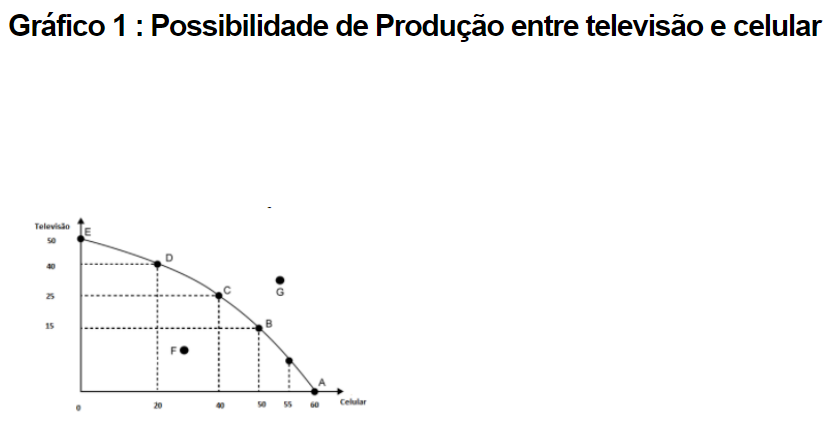 Gráfico 1 : Possibilidade de Produção entre televisão e celular
Televisão
E
50
D
40
G
C
25
B
15
F
A
0
20
40
50
55
60
Celular